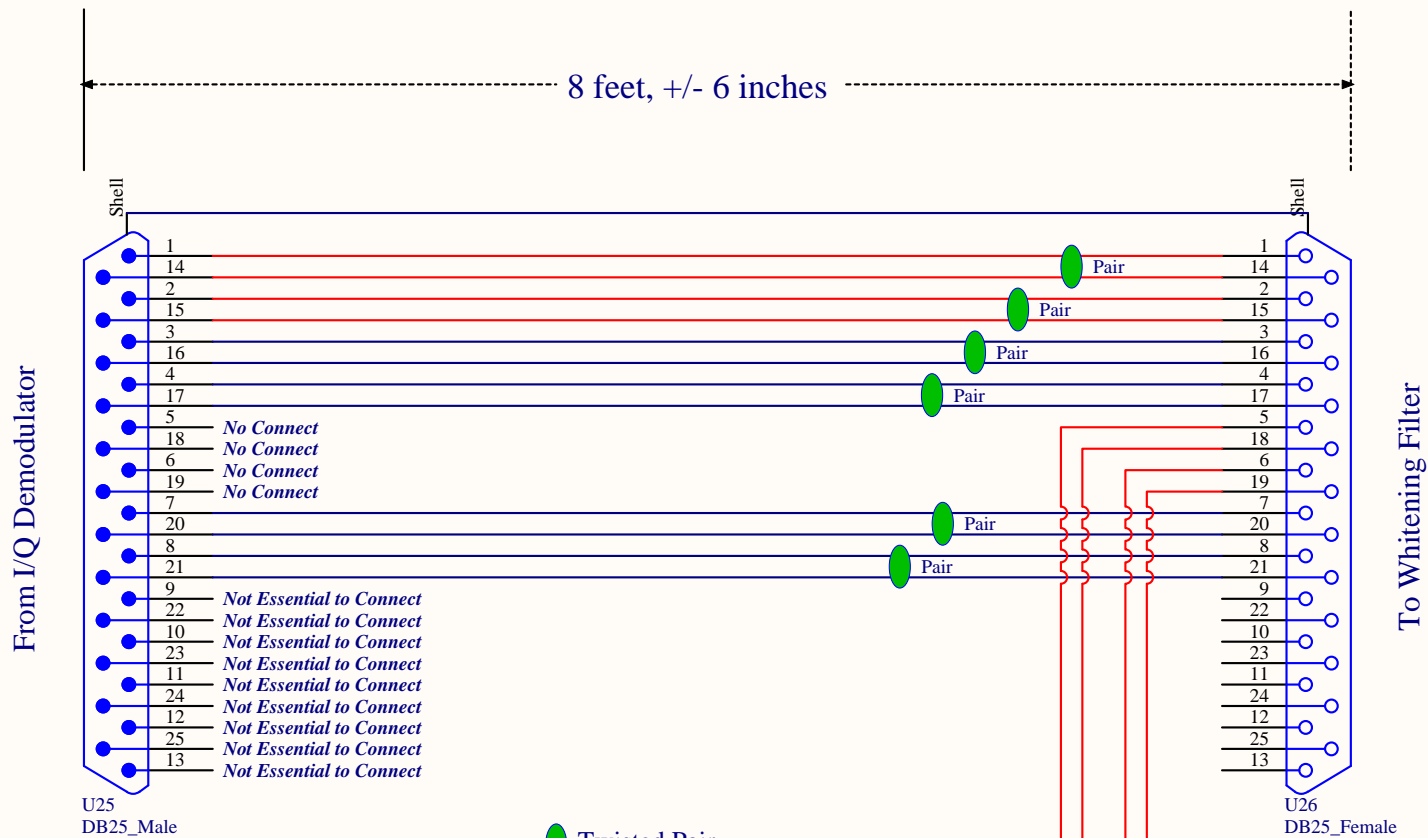 8 feet, +/- 6 inches
Shell
Shell
From I/Q Demodulator
To Whitening Filter
1 1
14 Pair 14
2 2
15 Pair 15
3 3
16 Pair 16
4 4
17 Pair 17
5 No Connect 5
18 No Connect 18
6 No Connect 6
19 No Connect 19
7 7
20 Pair 20
8 8
21 Pair 21
9 Not Essential to Connect 9
22 Not Essential to Connect 22
10 Not Essential to Connect 10
23 Not Essential to Connect 23
11 Not Essential to Connect 11
24 Not Essential to Connect 24
12 Not Essential to Connect 12
25 Not Essential to Connect 25
13 Not Essential to Connect 13
U25 U26
DB25_Male DB25_Female
Twisted Pair